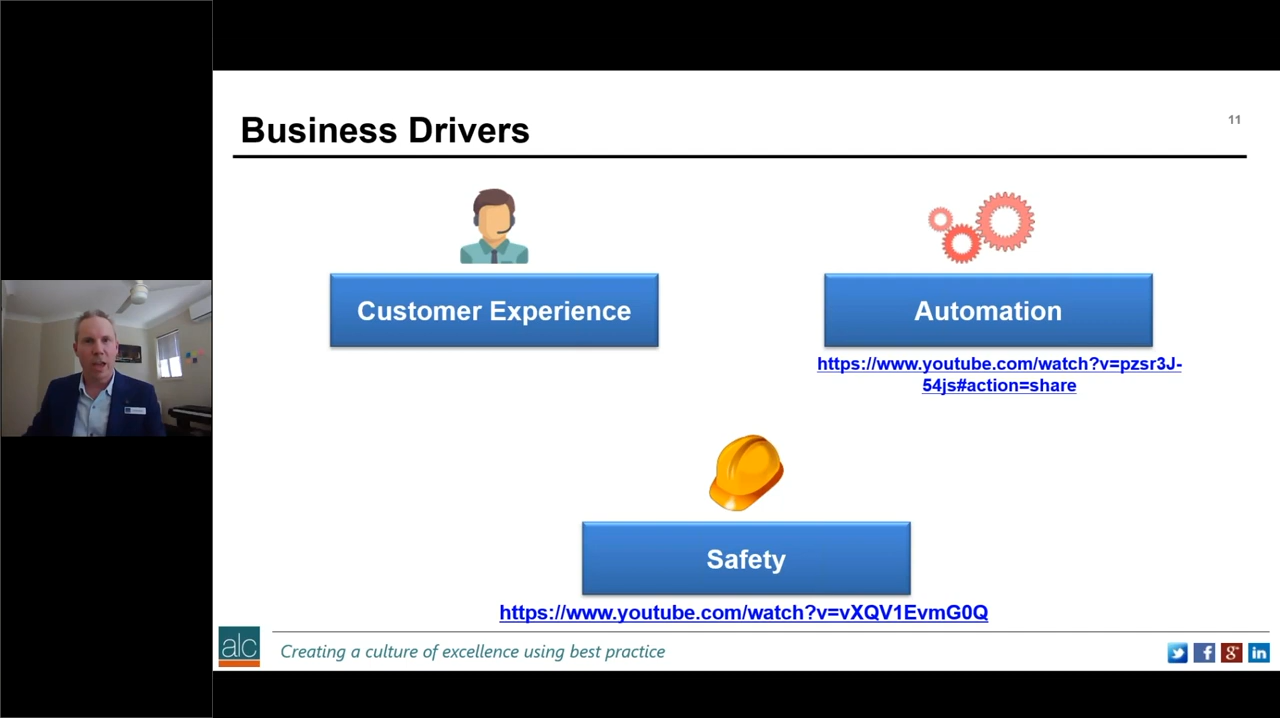 Business Drivers
11
Customer Experience
Automation
https://www.youtube.com/watch?v=pzsr3J-
54js#action=share
Safety
https://www.youtube.com/watch?v=vXQV1EvmG0Q
alc
Creating a culture of excellence using best practice